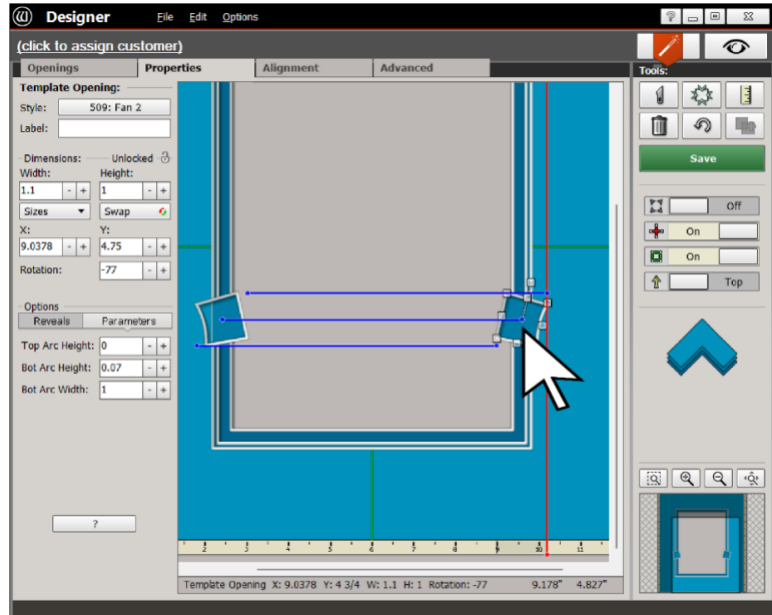 Designer File Edit Options
(click to assign customer)
Openings Properties Alignment Advanced
Tools:
Template Opening:
Style: 509: Fan 2
Label:
Dimensions: Unlocked
Width: Height:
1.1 - + 1 - +
Sizes Swap
X: Y:
9.0378 - + 4.75 - +
Rotation: -77 - +
Options
Reveals Parameters
Top Arc Height: 0 - +
Bot Arc Height: 0.07 - +
Bot Arc Width: 1 - +
?
Save
Off
On
On
Top
2 3 4 5 6 7 8 9 10 11
Template Opening X: 9.0378 Y: 4 3/4 W: 1.1 H: 1 Rotation: -77 9.178" 4.827"